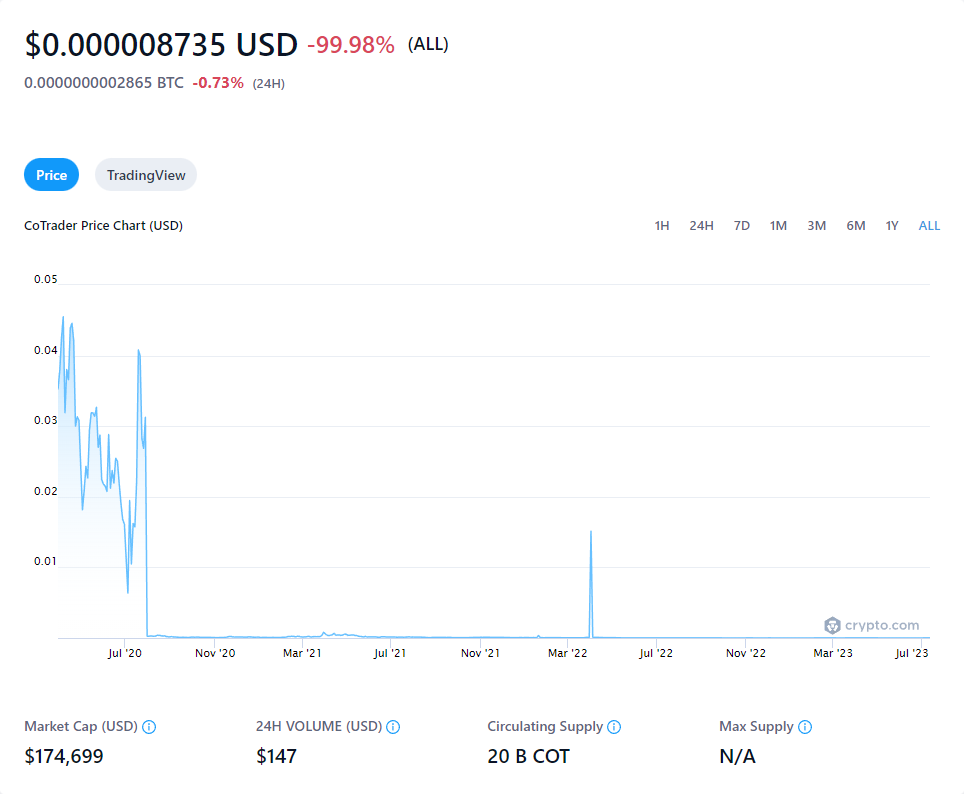 $0.000008735 USD -99.98% (ALL)
0.0000000002865 BTC -0.73% (24H)
Price TradingView
CoTrader Price Chart (USD) 1H 24H 7D 1M 3M 6M 1Y ALL
0.05
0.04
0.03
0.02
0.01
crypto.com
Jul '20 Nov '20 Mar '21 Jul '21 Nov '21 Mar '22 Jul '22 Nov '22 Mar '23 Jul '23
Market Cap (USD) 24H VOLUME (USD) Circulating Supply Max Supply
$174,699 $147 20 B COT N/A